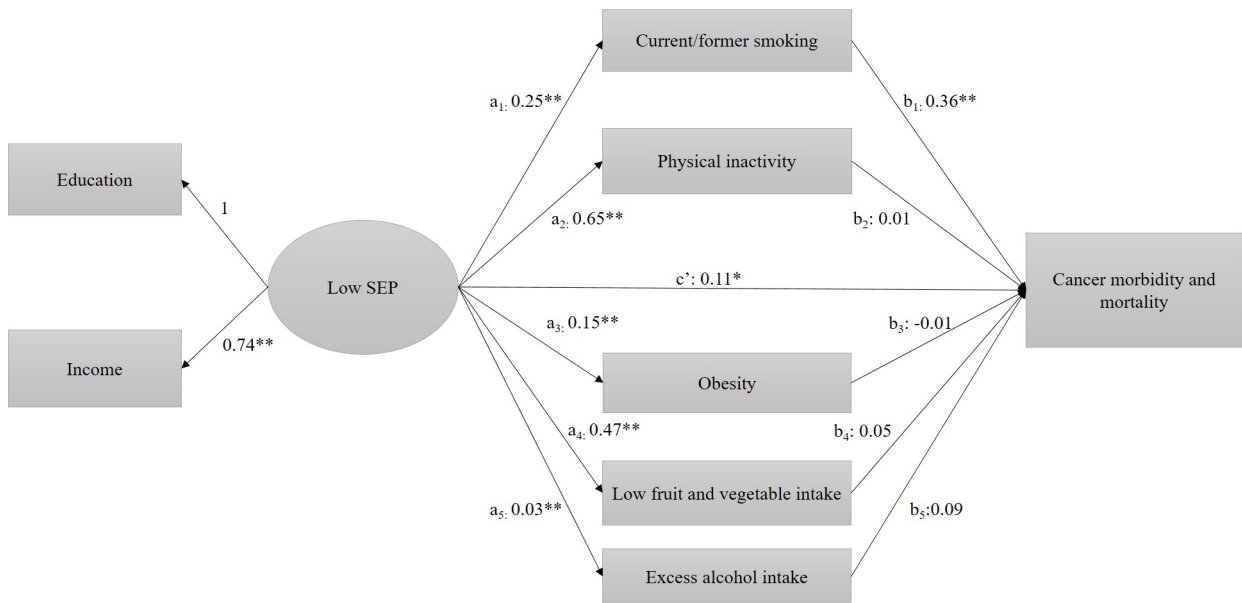 Current/former smoking
a₁: 0.25**
b₁: 0.36**
Physical inactivity
Education
1
a₂: 0.65**
b₂: 0.01
Low SEP
c’: 0.11*
Cancer morbidity and
mortality
Income
0.74**
a₃: 0.15**
b₃: -0.01
Obesity
a₄: 0.47**
b₄: 0.05
Low fruit and vegetable intake
a₅: 0.03**
b₅:0.09
Excess alcohol intake